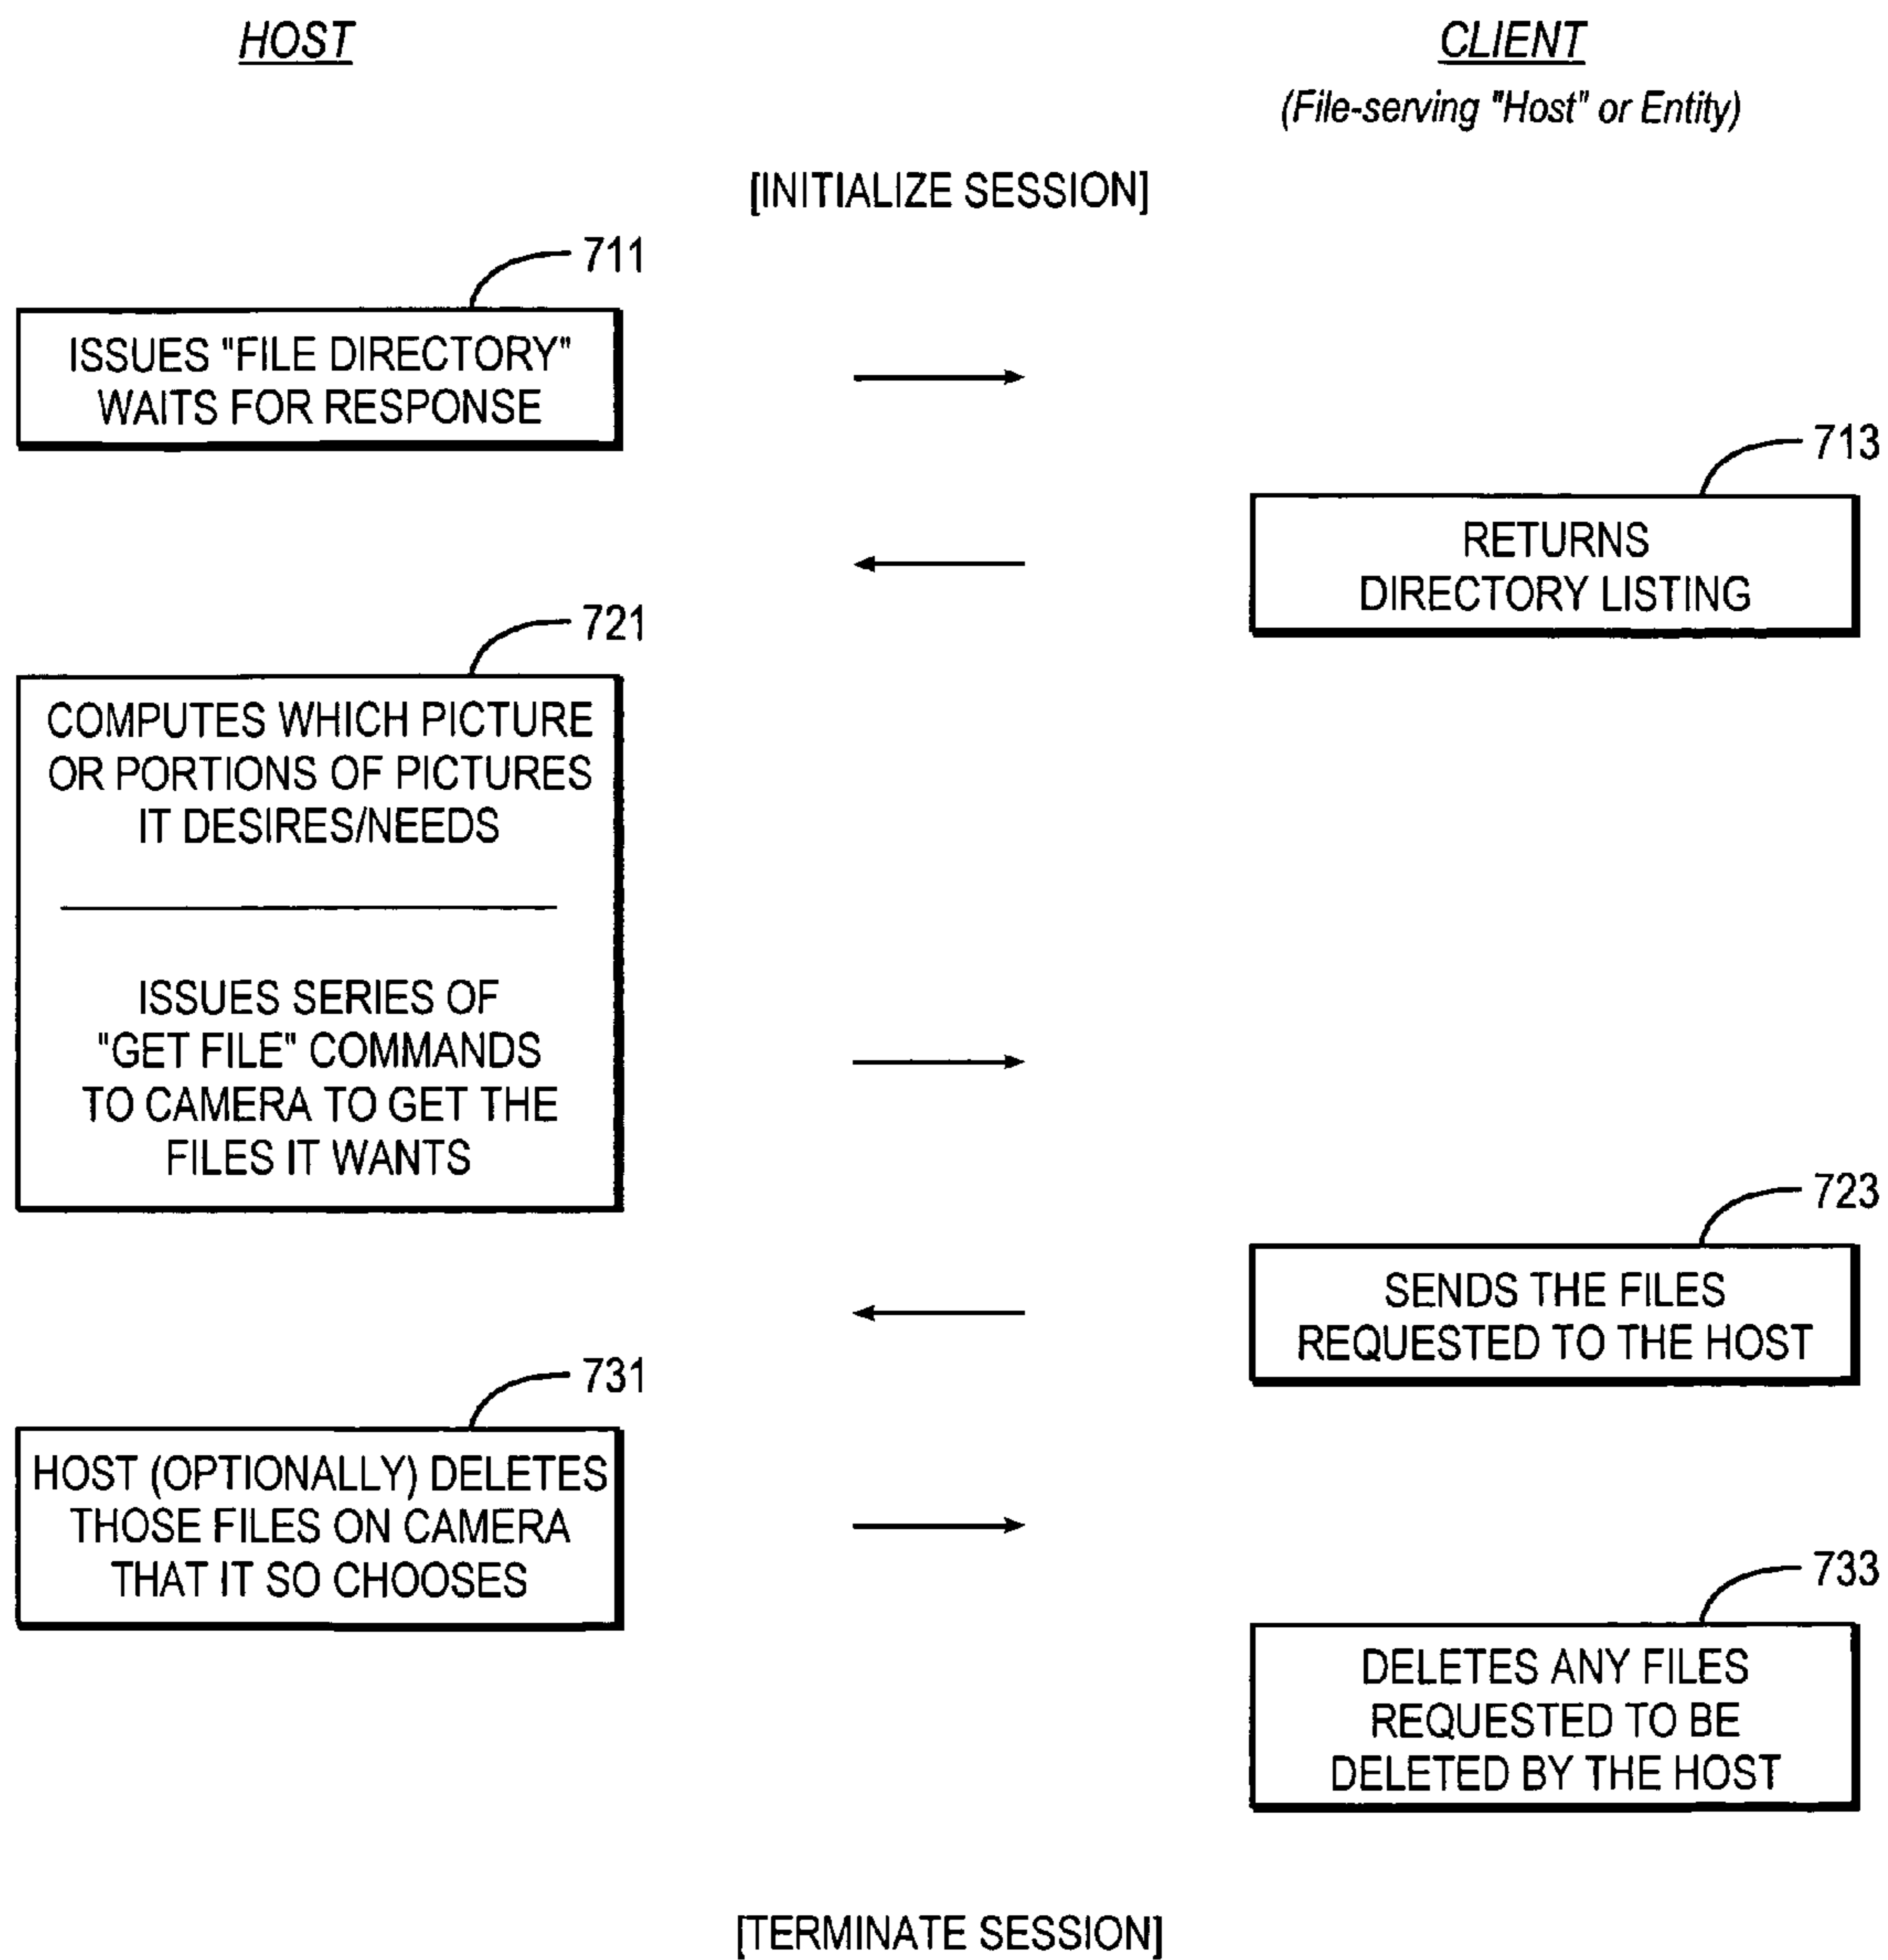 HOST
CLIENT
(File-serving "Host" or Entity)
[INITIALIZE SESSION]
711
ISSUES "FILE DIRECTORY"
WAITS FOR RESPONSE
713
RETURNS
DIRECTORY LISTING
721
COMPUTES WHICH PICTURE
OR PORTIONS OF PICTURES
IT DESIRES/NEEDS
ISSUES SERIES OF
"GET FILE" COMMANDS
TO CAMERA TO GET THE
FILES IT WANTS
723
SENDS THE FILES
REQUESTED TO THE HOST
731
HOST (OPTIONALLY) DELETES
THOSE FILES ON CAMERA
THAT IT SO CHOOSES
733
DELETES ANY FILES
REQUESTED TO BE
DELETED BY THE HOST
[TERMINATE SESSION]